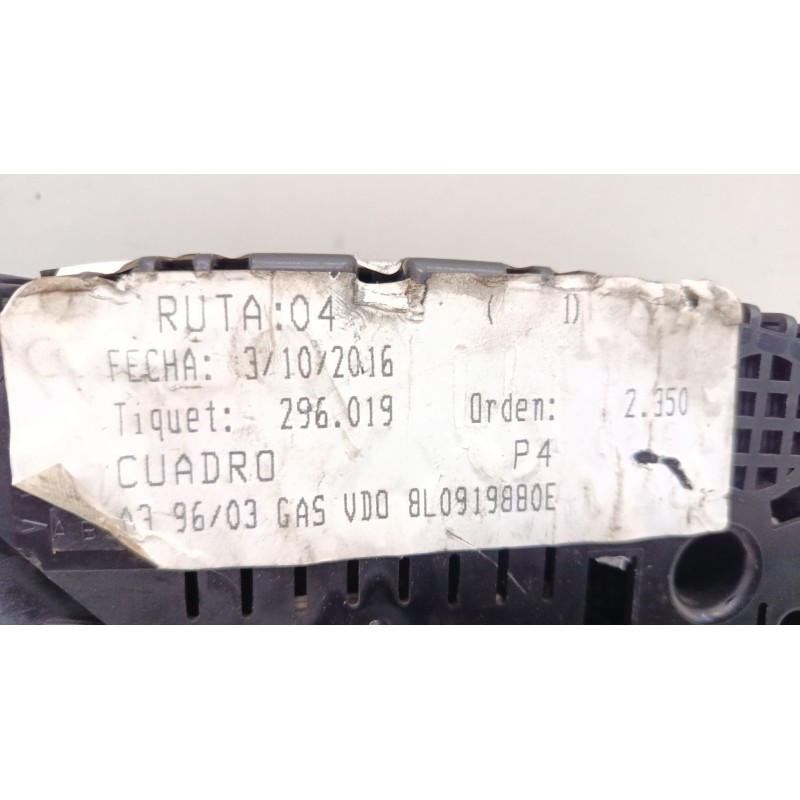 RUTA:04 ( D)
FECHA: 3/10/2016
Tiquet: 296.019 Orden: 2.350
CUADRO P4
A3 96/03 GAS VDO 8L0919880E
>AB